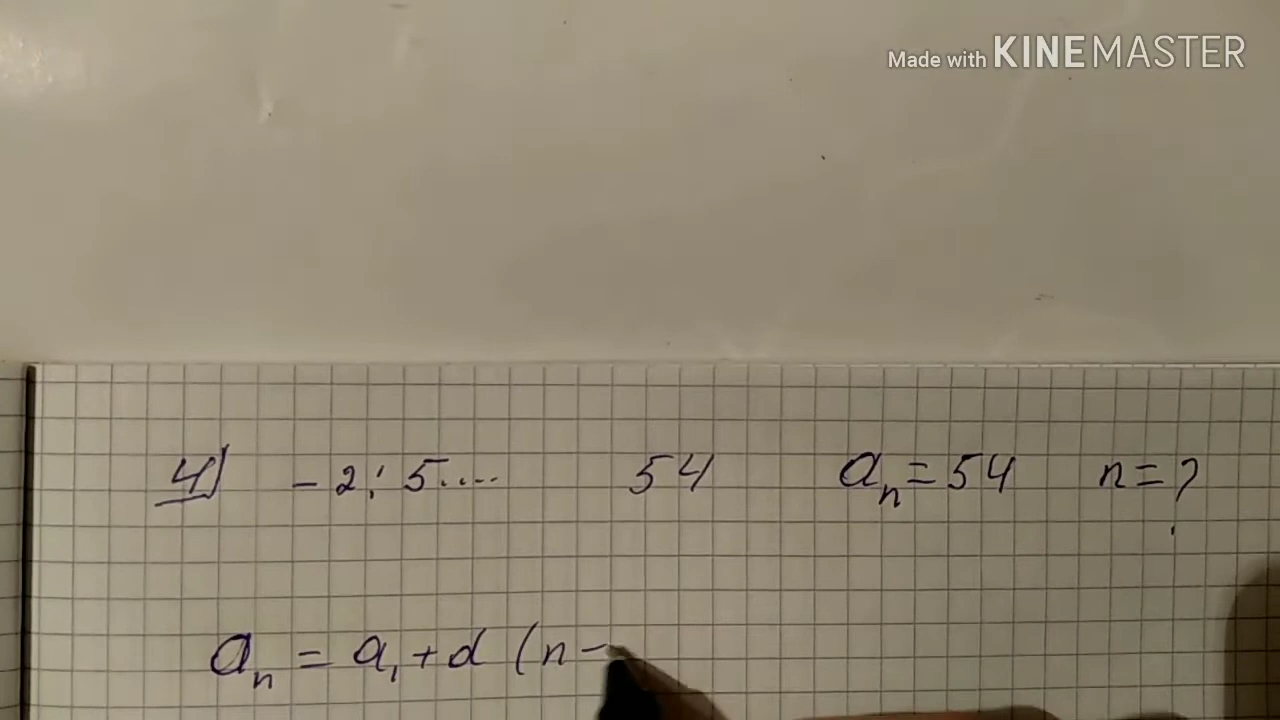 Made with KINEMASTER
4) -2; 5.... 54 aₙ = 54 n = ?
aₙ = a₁ + d (n -